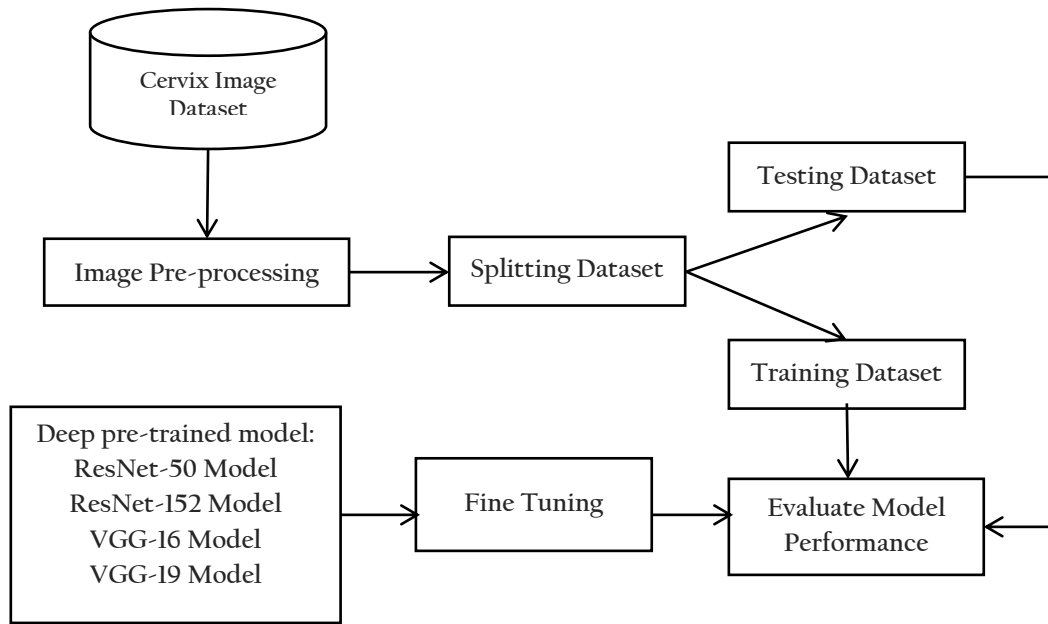 Cervix Image
Dataset
Testing Dataset
Image Pre-processing
Splitting Dataset
Training Dataset
Deep pre-trained model:
ResNet-50 Model
ResNet-152 Model
VGG-16 Model
VGG-19 Model
Fine Tuning
Evaluate Model
Performance